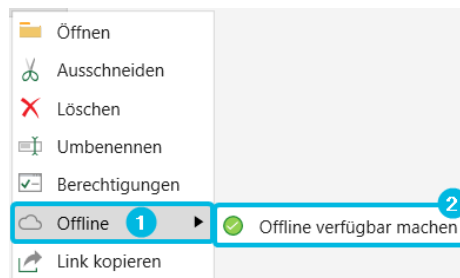 Öffnen
Ausschneiden
Löschen
Umbenennen
Berechtigungen
Offline 1
2
Offline verfügbar machen
Link kopieren